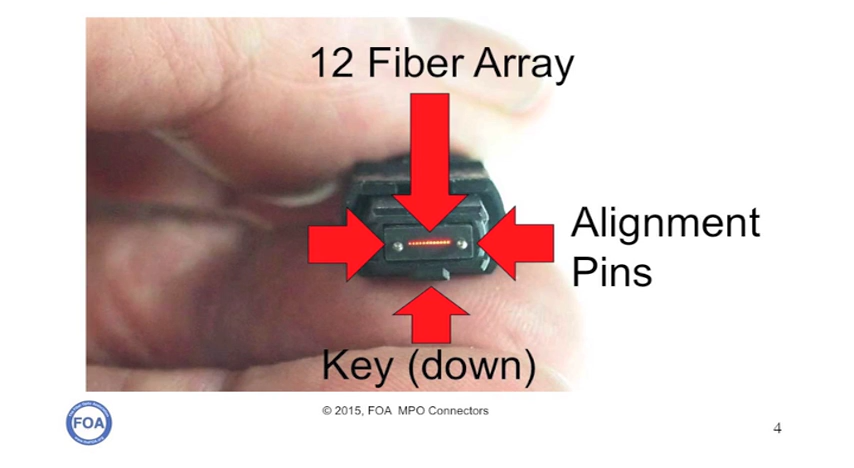 12 Fiber Array
Alignment
Pins
Key (down)
© 2015, FOA MPO Connectors
FOA
4